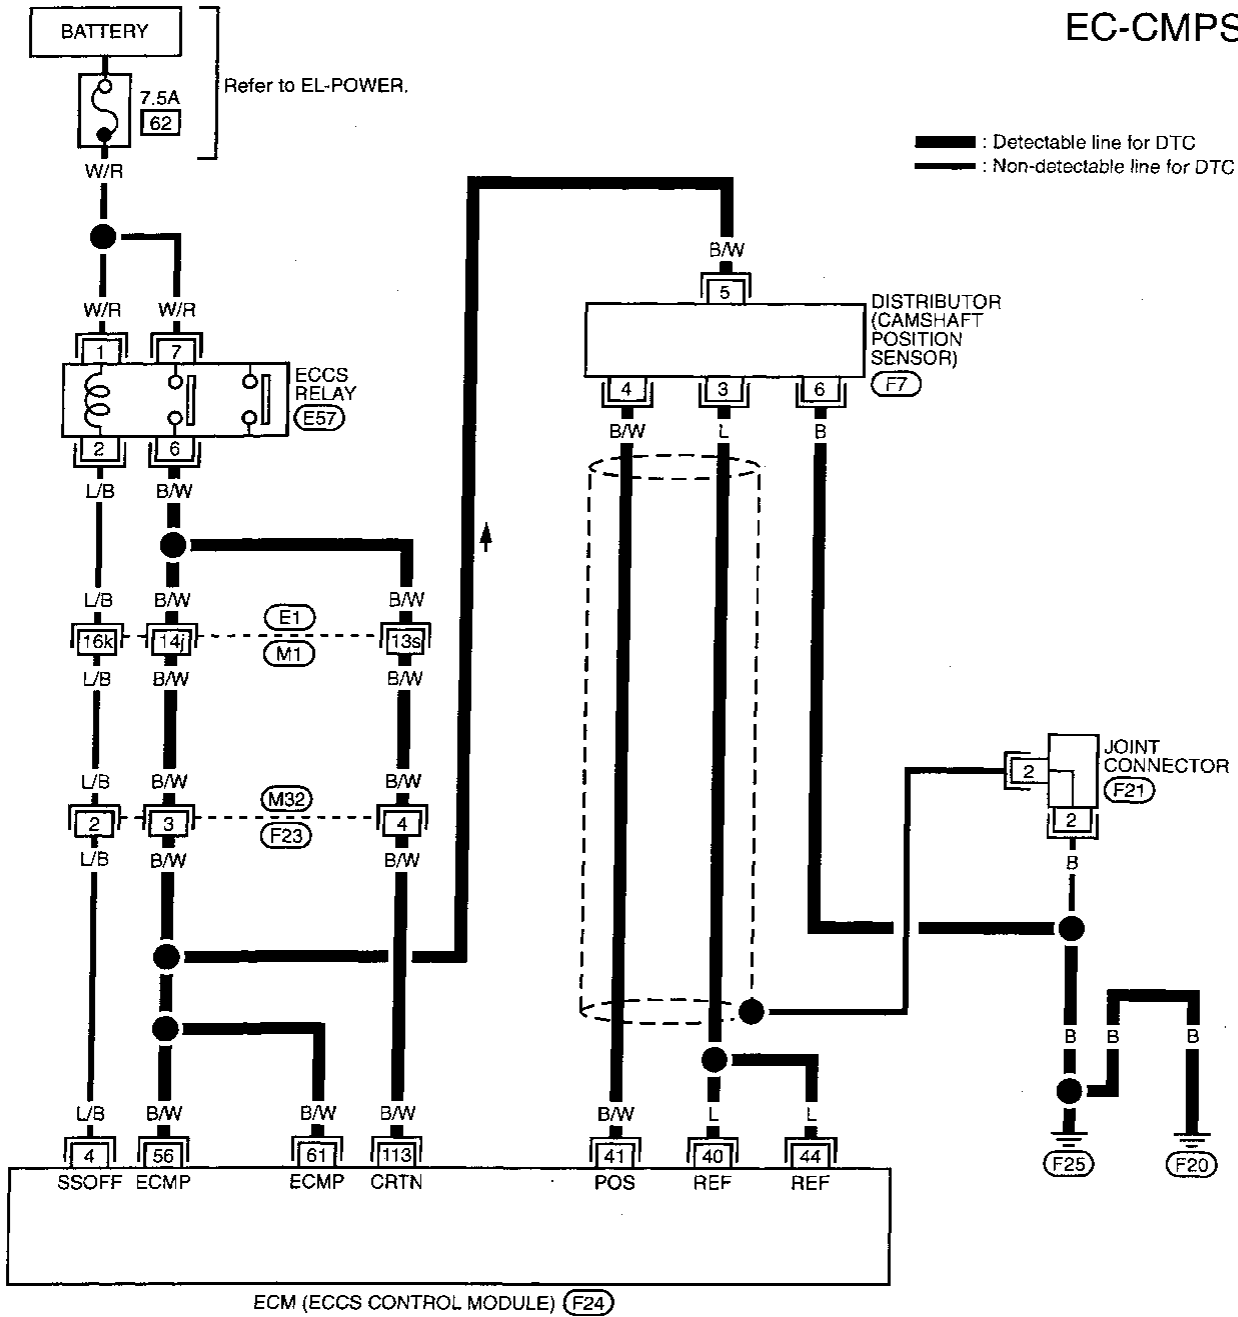 EC-CMPS
BATTERY
Refer to EL-POWER.
7.5A
62
: Detectable line for DTC
: Non-detectable line for DTC
W/R
B/W
5
W/R W/R
1 7
DISTRIBUTOR
(CAMSHAFT
POSITION
SENSOR)
F7
ECCS
RELAY
E57
4 3 6
B/W L B
2 6
L/B B/W
L/B B/W B/W
E1
16k 14j 13s
M1
L/B B/W B/W
JOINT
CONNECTOR
F21
2
2
L/B B/W B/W
M32
2 3 4
F23
L/B B/W B/W
B
B B B
L/B B/W B/W B/W B/W L L
4 56 61 113 41 40 44
SSOFF ECMP ECMP CRTN POS REF REF
F25 F20
ECM (ECCS CONTROL MODULE) F24